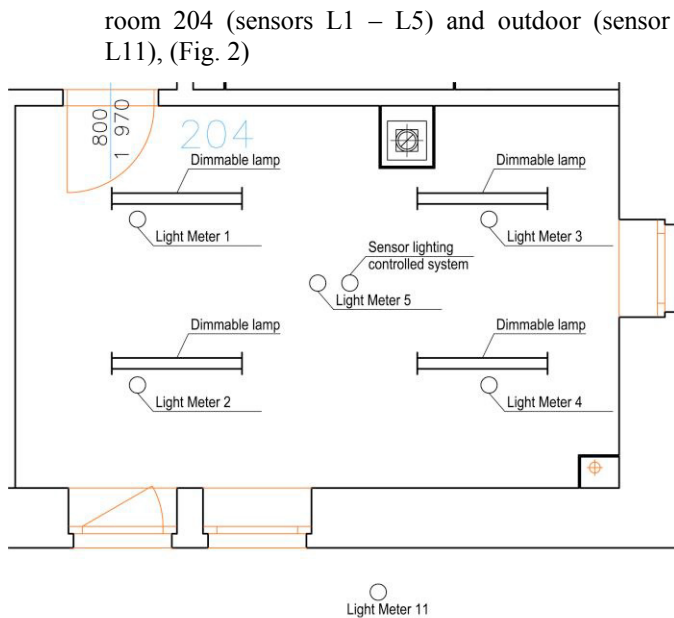 room 204 (sensors L1 – L5) and outdoor (sensor
L11), (Fig. 2)
800
1 970
204
Dimmable lamp
Dimmable lamp
Light Meter 1
Light Meter 3
Sensor lighting
controlled system
Light Meter 5
Dimmable lamp
Dimmable lamp
Light Meter 2
Light Meter 4
Light Meter 11